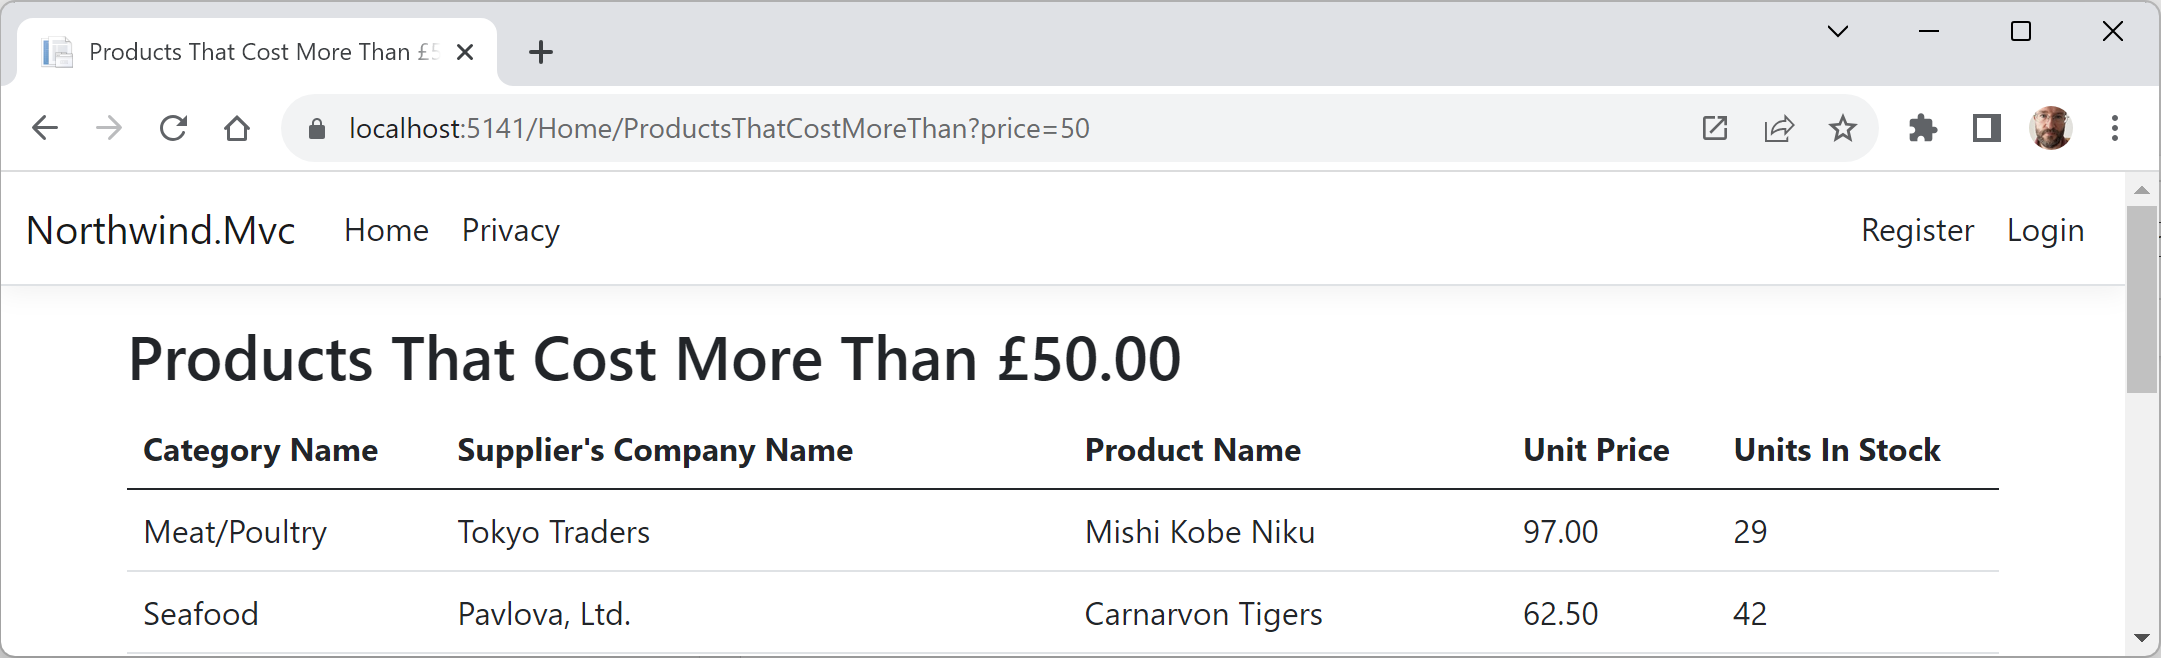 Products That Cost More Than £5
localhost:5141/Home/ProductsThatCostMoreThan?price=50
Northwind.Mvc Home Privacy Register Login
Products That Cost More Than £50.00
Category Name Supplier's Company Name Product Name Unit Price Units In Stock
Meat/Poultry Tokyo Traders Mishi Kobe Niku 97.00 29
Seafood Pavlova, Ltd. Carnarvon Tigers 62.50 42